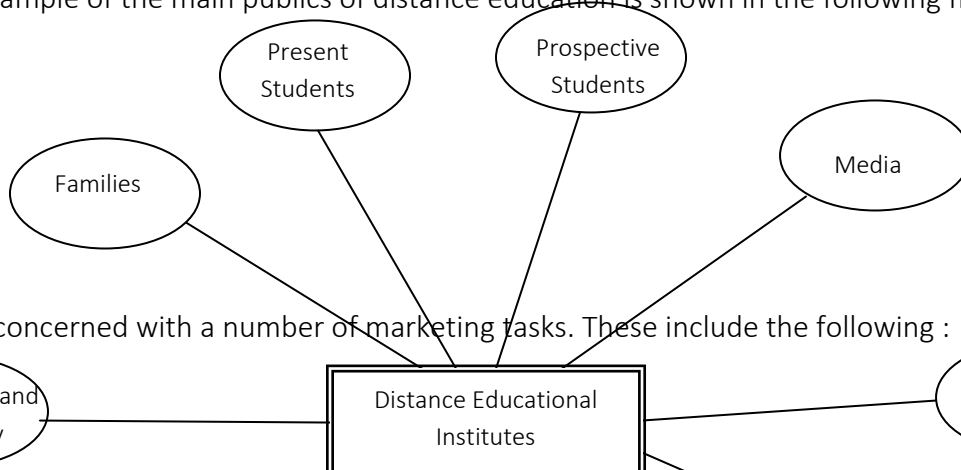 ample of the main publics of distance education is shown in the following
Present
Students
Prospective
Students
Media
Families
concerned with a number of marketing tasks. These include the following :
and
Distance Educational
Institutes